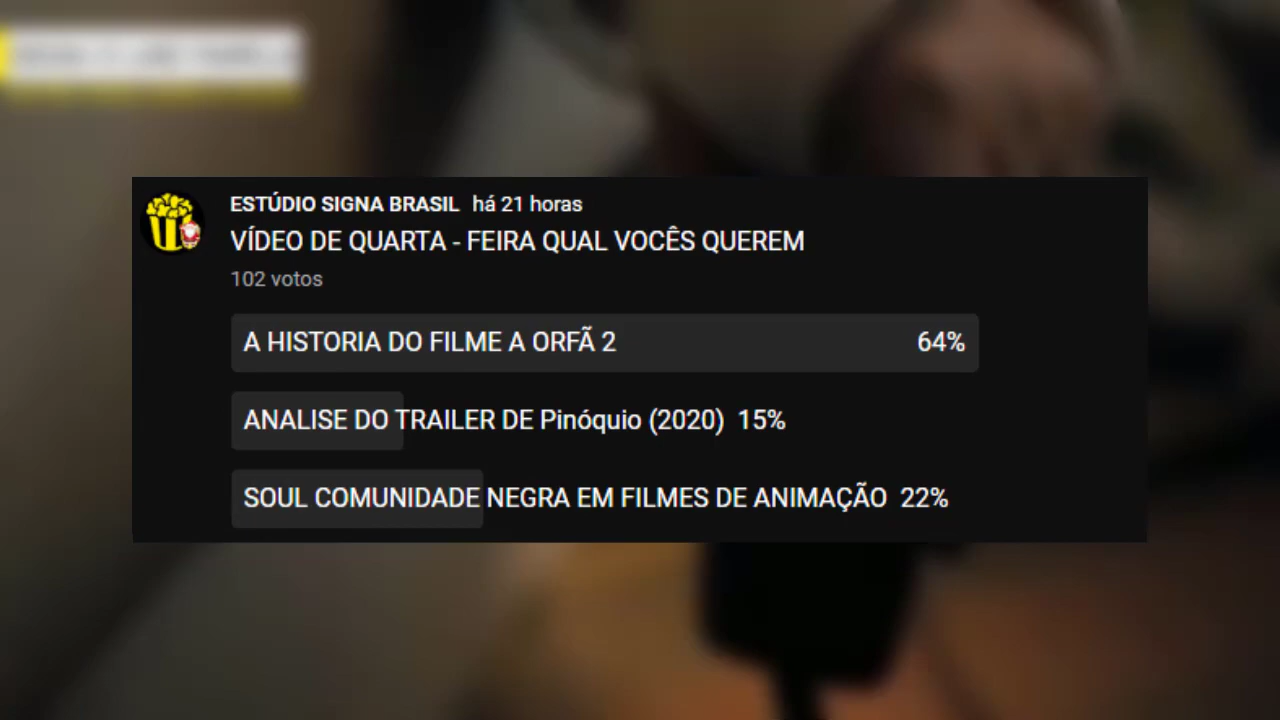 ESTÚDIO SIGNA BRASIL há 21 horas
VÍDEO DE QUARTA - FEIRA QUAL VOCÊS QUEREM
102 votos
A HISTORIA DO FILME A ORFÃ 2 64%
ANALISE DO TRAILER DE Pinóquio (2020) 15%
SOUL COMUNIDADE NEGRA EM FILMES DE ANIMAÇÃO 22%